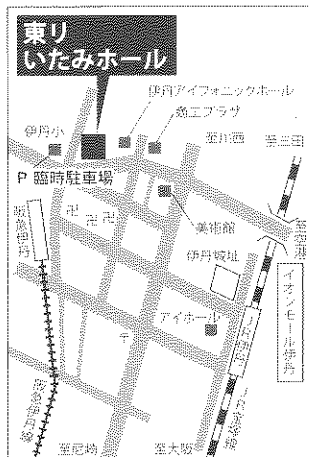 東リ
いたみホール
伊丹アイフォニックホール
商工プラザ
伊丹小
至川西
至三田
P 臨時駐車場
美術館
至空港
阪急伊丹
伊丹城址
イオンモール伊丹
アイホール
JR伊丹
〒
阪急伊丹線
JR宝塚線
至尼崎
至大阪